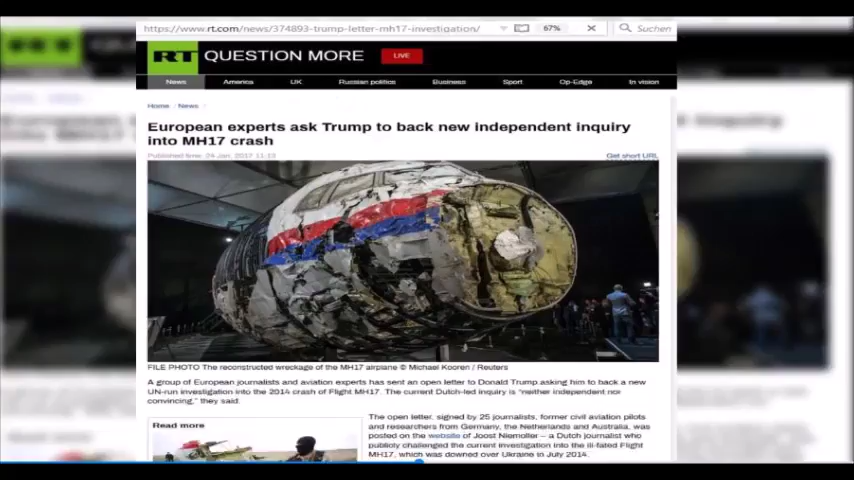 https://www.rt.com/news/374893-trump-letter-mh17-investigation/
67%
Suchen
RT QUESTION MORE LIVE
News America UK Russian politics Business Sport Op-Edge In vision
Home / News /
European experts ask Trump to back new independent inquiry
into MH17 crash
Published time: 24 Jan, 2017 11:13
Get short URL
FILE PHOTO The reconstructed wreckage of the MH17 airplane © Michael Kooren / Reuters
A group of European journalists and aviation experts has sent an open letter to Donald Trump asking him to back a new
UN-run investigation into the 2014 crash of Flight MH17. The current Dutch-led inquiry is "neither independent nor
convincing," they said.
Read more
The open letter, signed by 25 journalists, former civil aviation pilots
and researchers from Germany, the Netherlands and Australia, was
posted on the website of Joost Niemoller – a Dutch journalist who
publicly challenged the current investigation into the ill-fated Flight
MH17, which was downed over Ukraine in July 2014.